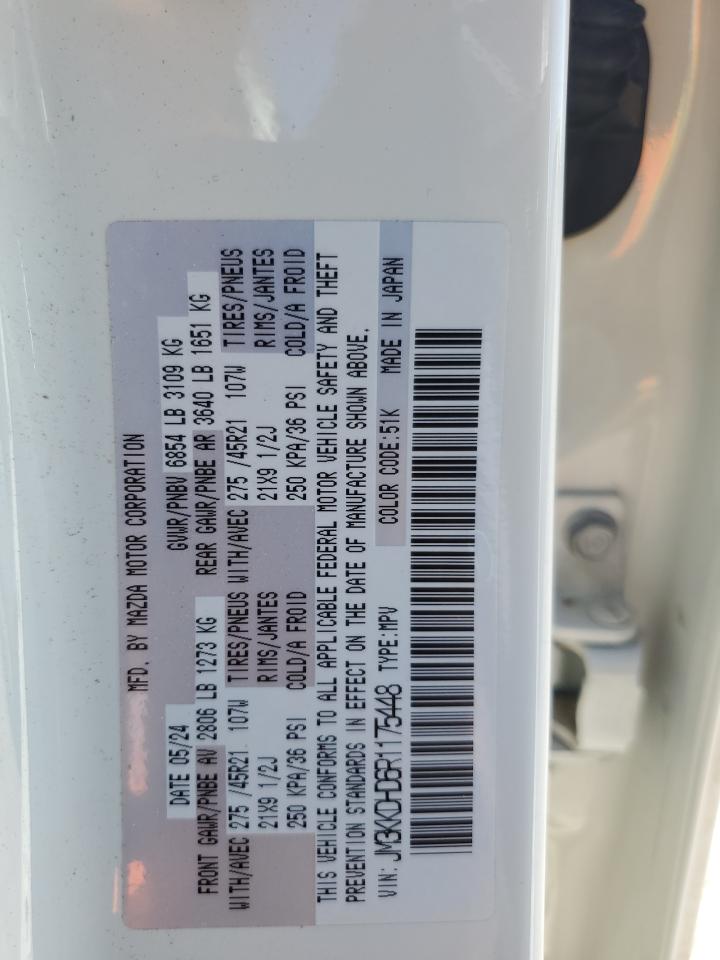 MFD. BY MAZDA MOTOR CORPORATION
DATE 05/24 GVWR/PNBV 6854 LB 3109 KG
FRONT GAWR/PNBE AV 2806 LB 1273 KG REAR GAWR/PNBE AR 3640 LB 1651 KG
WITH/AVEC 275 /45R21. 107W TIRES/PNEUS WITH/AVEC 275 /45R21 107W TIRES/PNEUS
21X9 1/2J RIMS/JANTES 21X9 1/2J RIMS/JANTES
250 KPA/36 PSI COLD/A FROID 250 KPA/36 PSI COLD/A FROID
THIS VEHICLE CONFORMS TO ALL APPLICABLE FEDERAL MOTOR VEHICLE SAFETY AND THEFT
PREVENTION STANDARDS IN EFFECT ON THE DATE OF MANUFACTURE SHOWN ABOVE.
VIN: JM3KKDHD6R1175448 TYPE:MPV COLOR CODE:51K MADE IN JAPAN